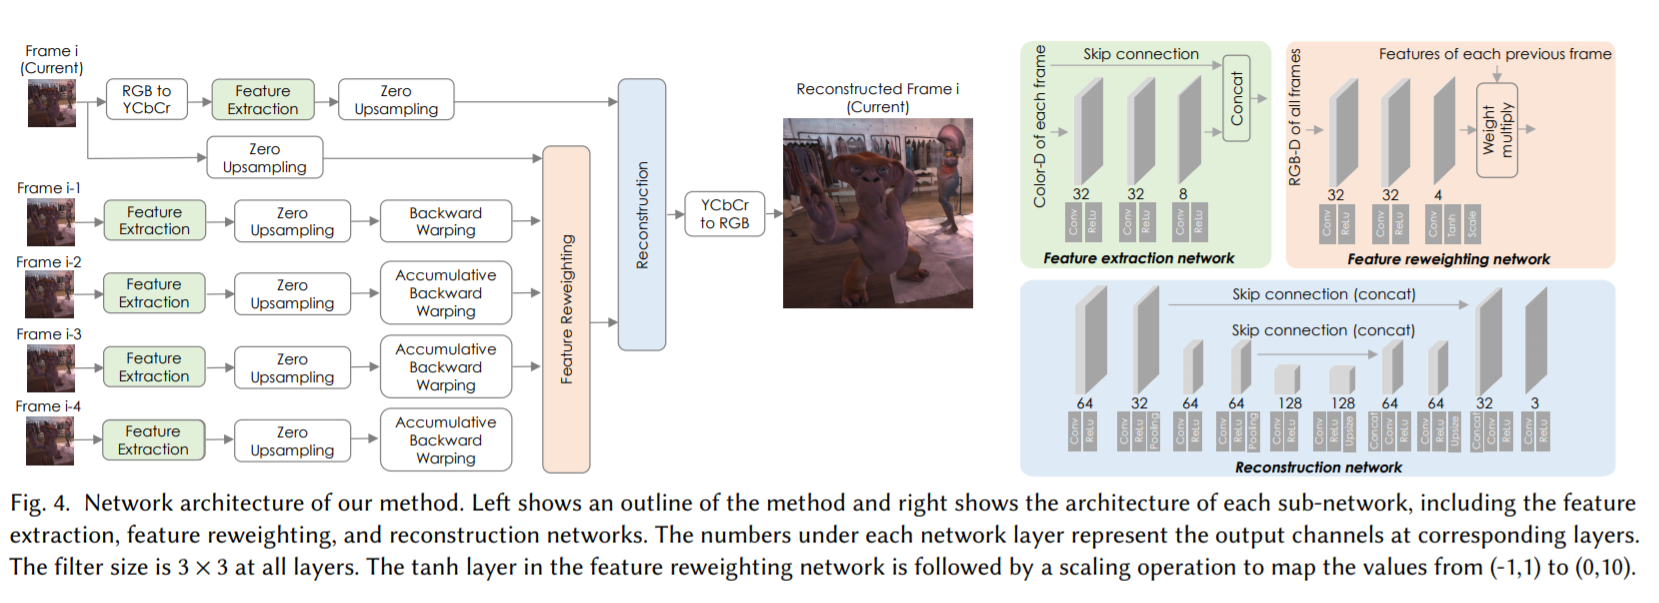 Frame i
(Current)
RGB to
YCbCr
Feature
Extraction
Zero
Upsampling
Zero
Upsampling
Frame i-1
Feature
Extraction
Zero
Upsampling
Backward
Warping
Frame i-2
Feature
Extraction
Zero
Upsampling
Accumulative
Backward
Warping
Frame i-3
Feature
Extraction
Zero
Upsampling
Accumulative
Backward
Warping
Frame i-4
Feature
Extraction
Zero
Upsampling
Accumulative
Backward
Warping
Feature Reweighting
Reconstruction
YCbCr
to RGB
Reconstructed Frame i
(Current)
Color-D of each frame
Skip connection
Concat
32 32 8
Conv ReLu Conv ReLu Conv ReLu
Feature extraction network
RGB-D of all frames
Features of each previous frame
Weight
multiply
32 32 4
Conv ReLu Conv ReLu Conv Tanh Scale
Feature reweighting network
Skip connection (concat)
Skip connection (concat)
64 32 64 64 128 128 64 64 32 3
Conv ReLu Conv ReLu Pooling Conv ReLu Conv ReLu Pooling Conv ReLu Conv ReLu Upsize Concat Conv ReLu Conv ReLu Upsize Concat Conv ReLu Conv ReLu
Reconstruction network
Fig. 4. Network architecture of our method. Left shows an outline of the method and right shows the architecture of each sub-network, including the feature
extraction, feature reweighting, and reconstruction networks. The numbers under each network layer represent the output channels at corresponding layers.
The filter size is 3 × 3 at all layers. The tanh layer in the feature reweighting network is followed by a scaling operation to map the values from (-1,1) to (0,10).